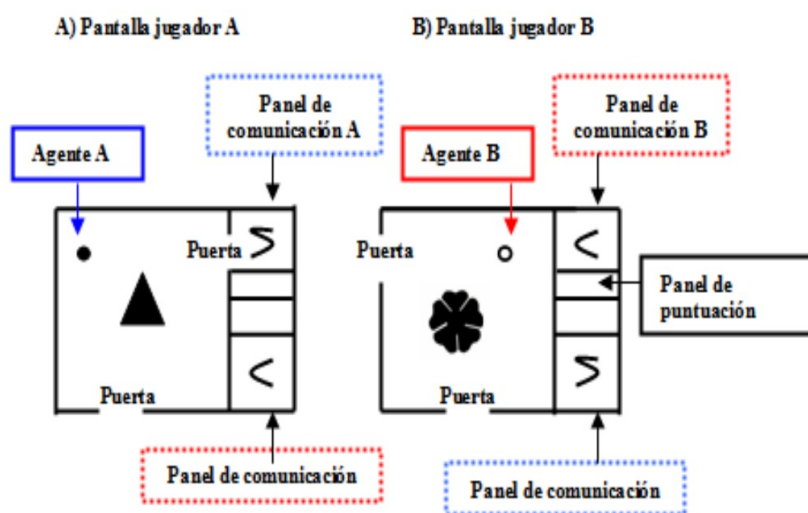 A) Pantalla jugador A
B) Pantalla jugador B
Panel de
comunicación A
Panel de
comunicación B
Agente A
Agente B
Puerta
Puerta
Panel de
puntuación
Puerta
Puerta
Panel de comunicación
Panel de comunicación